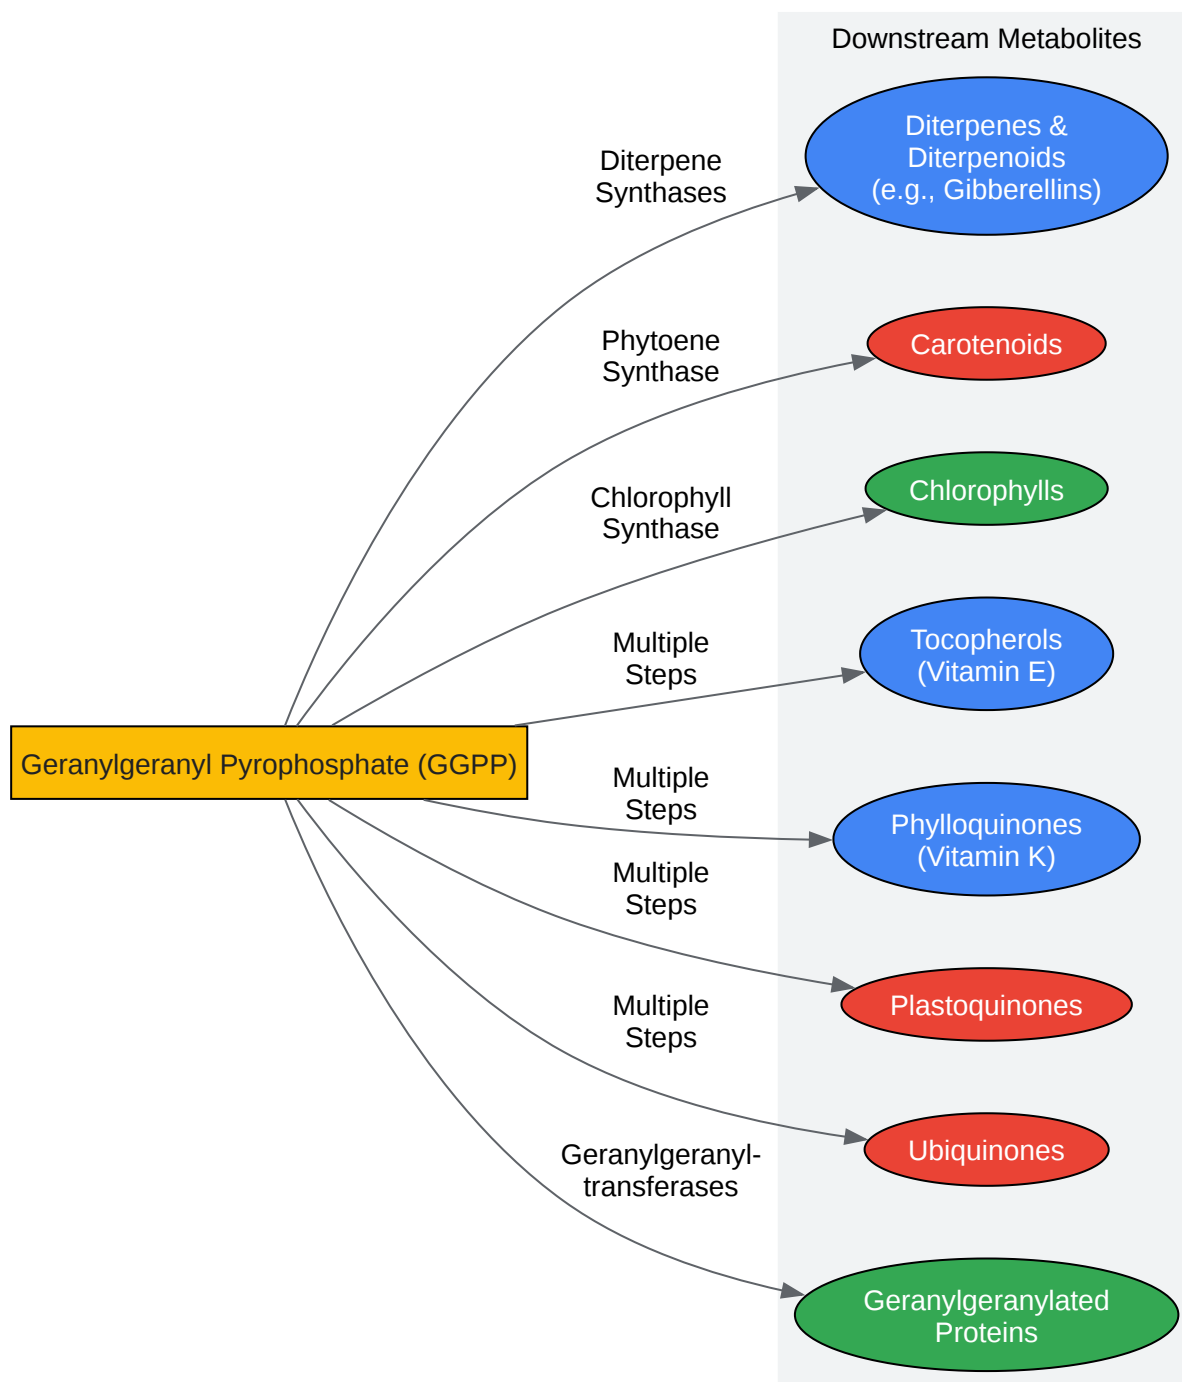 Downstream Metabolites
Diterpene
Synthases
Diterpenes &
Diterpenoids
(e.g., Gibberellins)
Phytoene
Synthase
Carotenoids
Chlorophyll
Synthase
Chlorophylls
Multiple
Steps
Tocopherols
(Vitamin E)
Geranylgeranyl Pyrophosphate (GGPP)
Multiple
Steps
Phylloquinones
(Vitamin K)
Multiple
Steps
Plastoquinones
Multiple
Steps
Ubiquinones
Geranylgeranyl-
transferases
Geranylgeranylated
Proteins